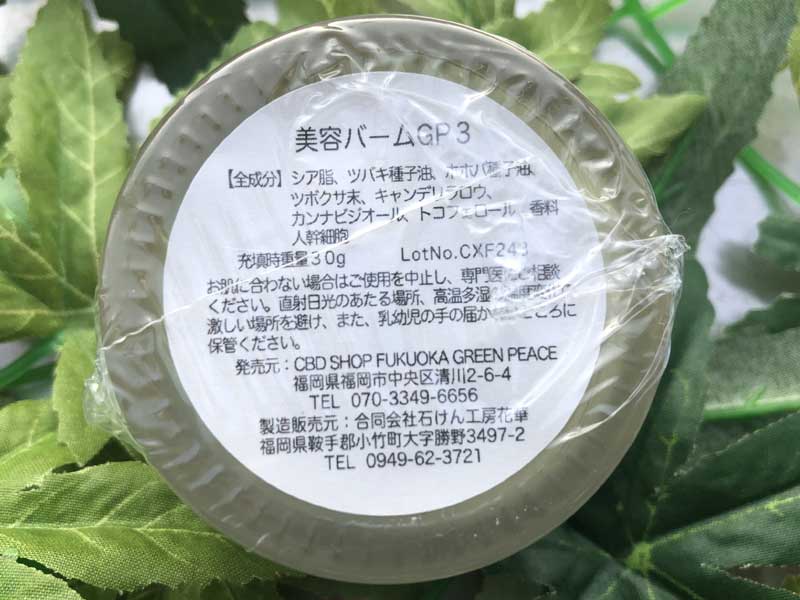 美容バームGP3
【全成分】シア脂、ツバキ種子油、ホホバ種子油、
ツボクサ末、キャンデリラロウ、
カンナビジオール、トコフェロール、香料
人幹細胞
充填時重量30g LotNo.CXF243
お肌に合わない場合はご使用を中止し、専門医にご相談
ください。直射日光のあたる場所、高温多湿
激しい場所を避け、また、乳幼児の手の届か ところに
保管ください。
発売元:CBD SHOP FUKUOKA GREEN PEACE
福岡県福岡市中央区清川2-6-4
TEL 070-3349-6656
製造販売元:合同会社石けん工房花華
福岡県鞍手郡小竹町大字勝野3497-2
TEL 0949-62-3721